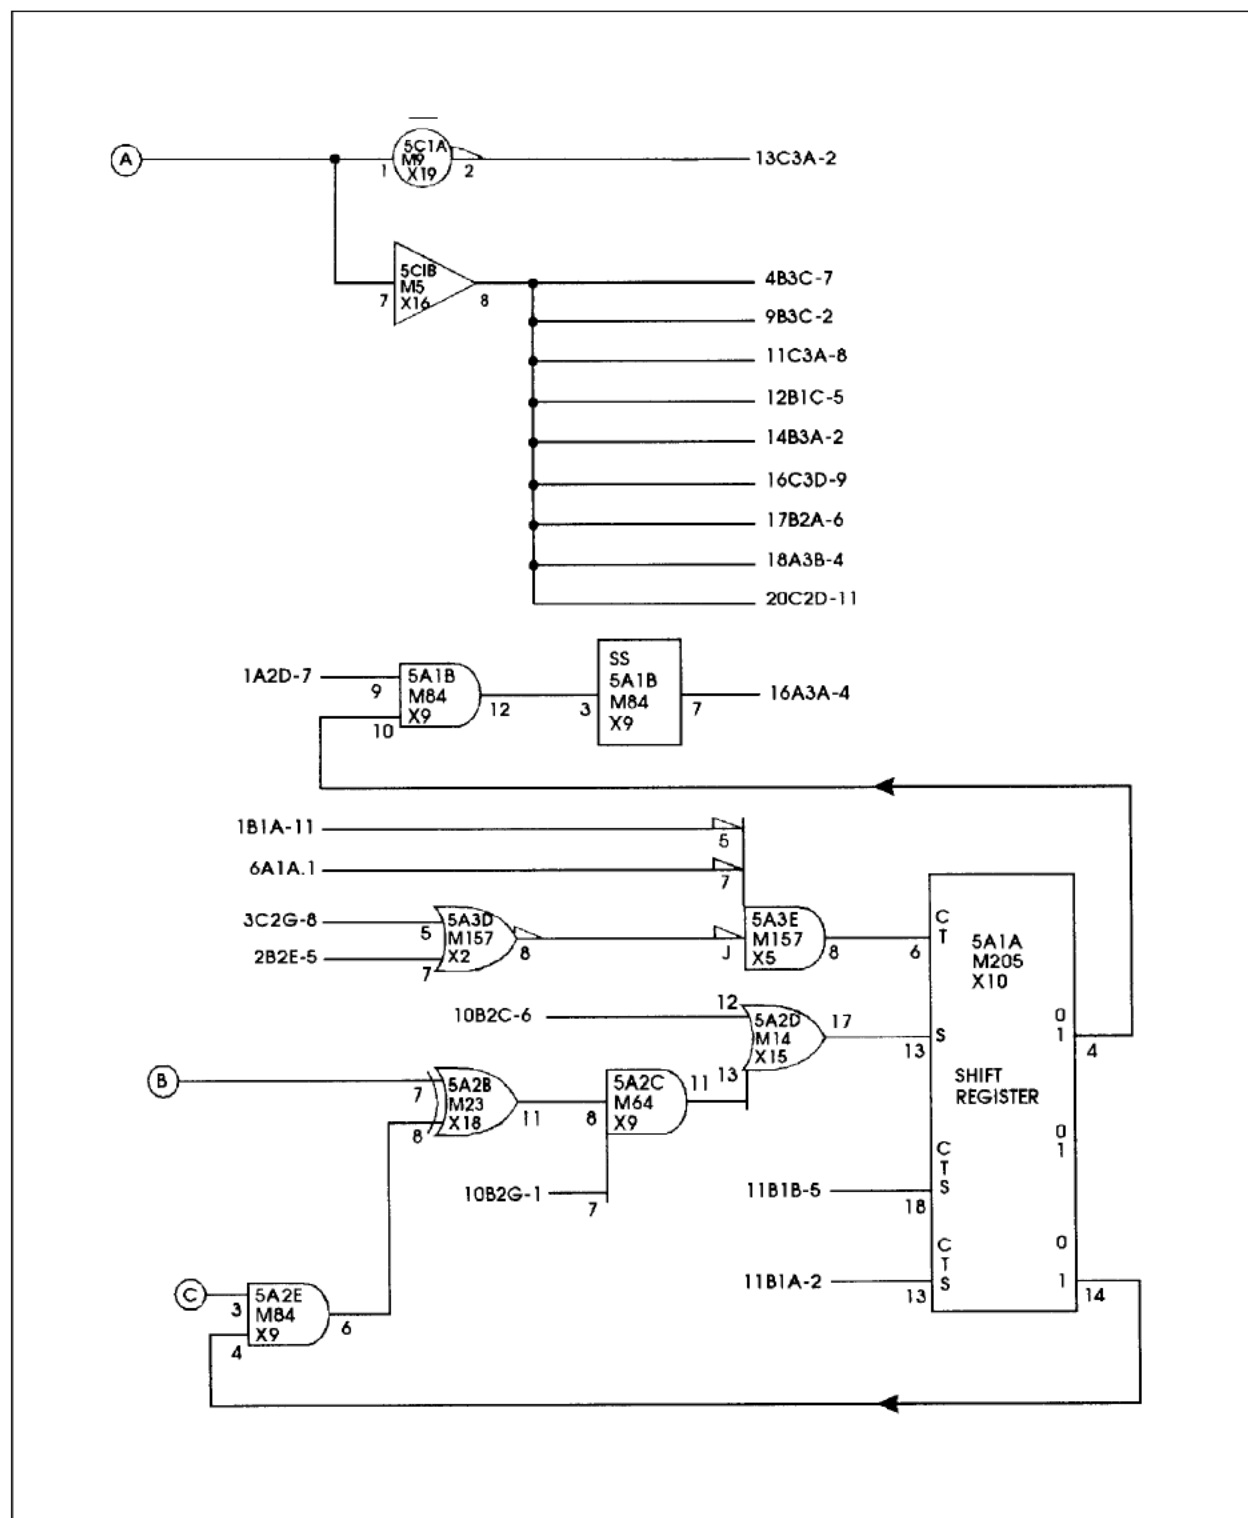 A
5C1A
M9
X19
1
2
13C3A-2
5CIB
M5
X16
7
8
4B3C-7
9B3C-2
11C3A-8
12B1C-5
14B3A-2
16C3D-9
17B2A-6
18A3B-4
20C2D-11
1A2D-7
9
10
5A1B
M84
X9
12
3
SS
5A1B
M84
X9
7
16A3A-4
1B1A-11
5
6A1A.1
7
3C2G-8
2B2E-5
5
7
5A3D
M157
X2
8
J
5A3E
M157
X5
8
6
C
T
5A1A
M205
X10
10B2C-6
12
13
5A2D
M14
X15
17
13
S
0
1
4
SHIFT
REGISTER
B
7
8
5A2B
M23
X18
11
8
5A2C
M64
X9
11
10B2G-1
7
0
1
C
T
S
11B1B-5
18
C
T
S
11B1A-2
13
0
1
14
C
3
4
5A2E
M84
X9
6